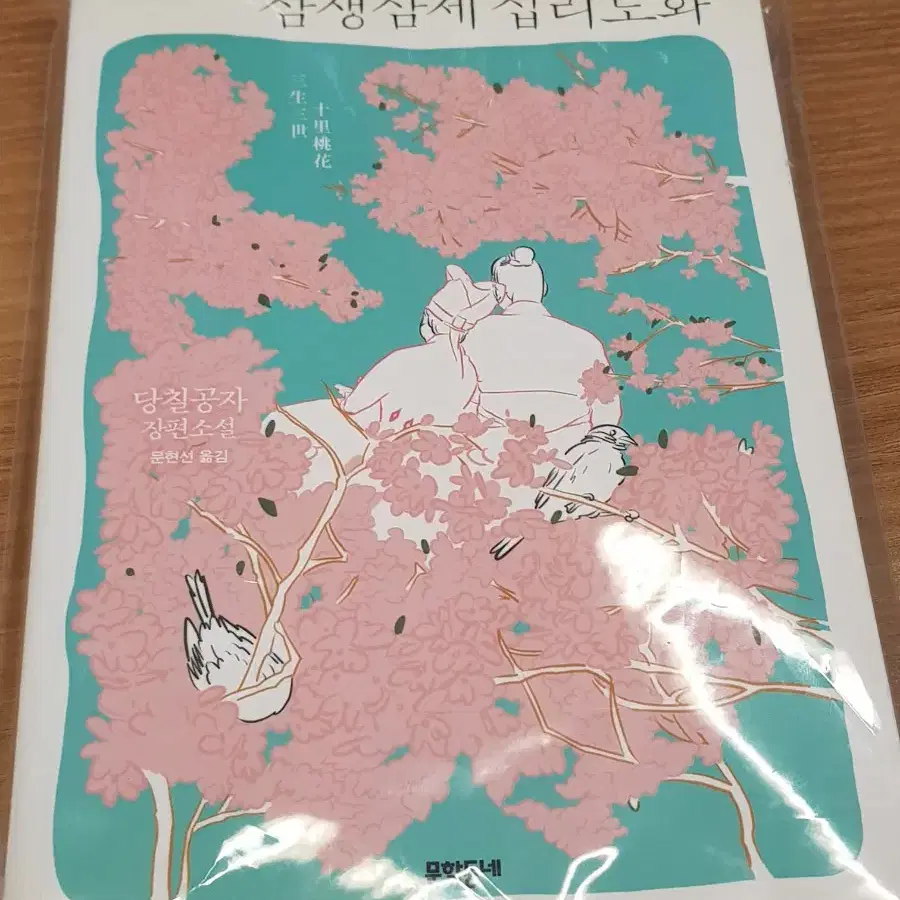 삼생삼세 십리도화
三生三世
十里桃花
당칠공자
장편소설
문현선 옮김
문학동네